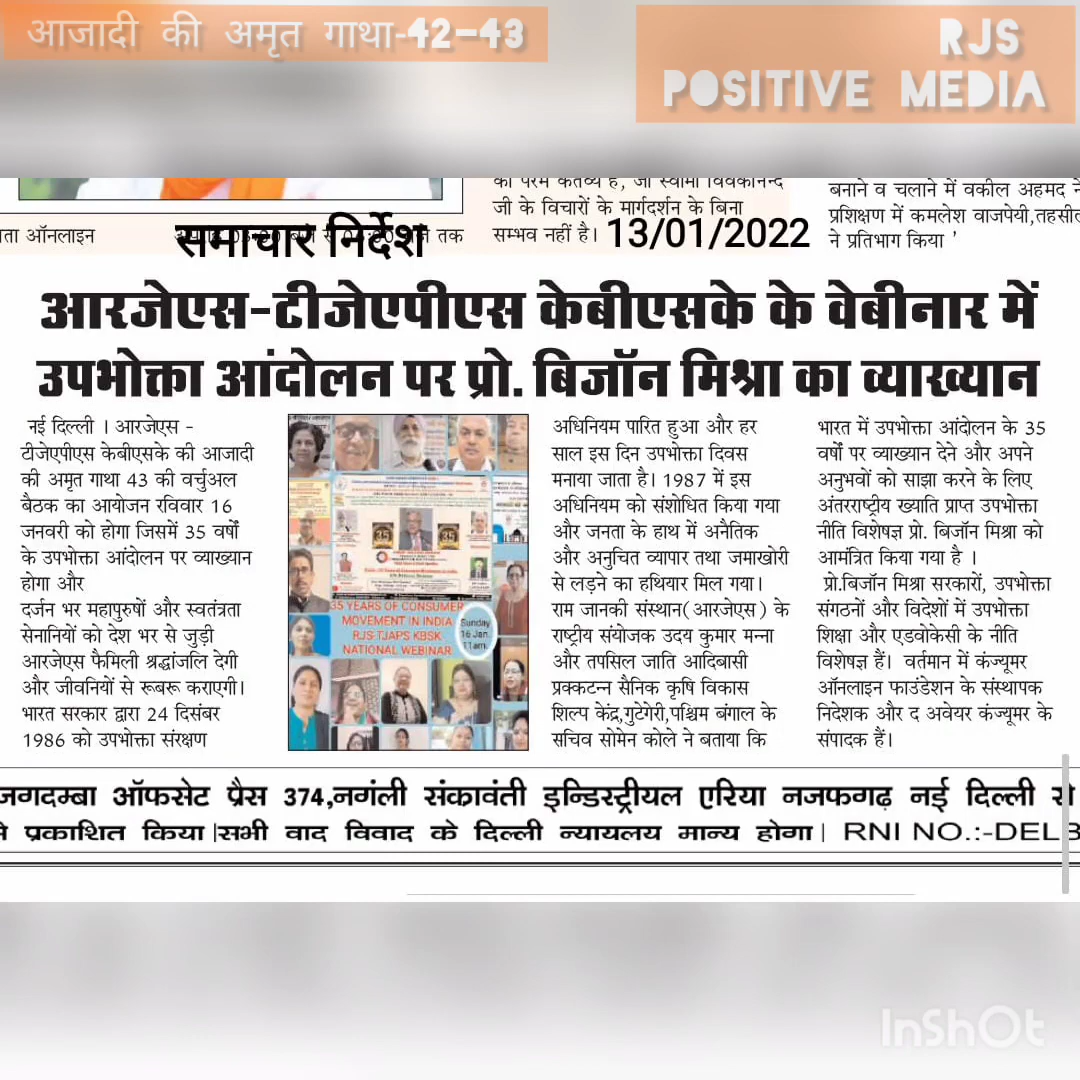 आजादी की अमृत गाथा-42-43
RJS
POSITIVE MEDIA
जी के विचारों के मार्गदर्शन के बिना
सम्भव नहीं है।
बनाने व चलाने में वकील अहमद ने
प्रशिक्षण में कमलेश वाजपेयी,तहसील
ने प्रतिभाग किया '
ऑनलाइन
तक
समाचार निर्देश
13/01/2022
आरजेएस-टीजेएपीएस केबीएसके के वेबीनार में
उपभोक्ता आंदोलन पर प्रो. बिजॉन मिश्रा का व्याख्यान
नई दिल्ली । आरजेएस -
टीजेएपीएस केबीएसके की आजादी
की अमृत गाथा 43 की वर्चुअल
बैठक का आयोजन रविवार 16
जनवरी को होगा जिसमें 35 वर्षों
के उपभोक्ता आंदोलन पर व्याख्यान
होगा और
दर्जन भर महापुरुषों और स्वतंत्रता
सेनानियों को देश भर से जुड़ी
आरजेएस फैमिली श्रद्धांजलि देगी
और जीवनियों से रूबरू कराएगी।
भारत सरकार द्वारा 24 दिसंबर
1986 को उपभोक्ता संरक्षण
35
35
35 YEARS OF CONSUMER
MOVEMENT IN INDIA
RJS TJAPS KBSK
NATIONAL WEBINAR
Sunday
16 Jan.
11am.
अधिनियम पारित हुआ और हर
साल इस दिन उपभोक्ता दिवस
मनाया जाता है। 1987 में इस
अधिनियम को संशोधित किया गया
और जनता के हाथ में अनैतिक
और अनुचित व्यापार तथा जमाखोरी
से लड़ने का हथियार मिल गया।
राम जानकी संस्थान(आरजेएस) के
राष्ट्रीय संयोजक उदय कुमार मन्ना
और तपसिल जाति आदिबासी
प्रक्कटन्न सैनिक कृषि विकास
शिल्प केंद्र,गुटेगेरी,पश्चिम बंगाल के
सचिव सोमेन कोले ने बताया कि
भारत में उपभोक्ता आंदोलन के 35
वर्षों पर व्याख्यान देने और अपने
अनुभवों को साझा करने के लिए
अंतरराष्ट्रीय ख्याति प्राप्त उपभोक्ता
नीति विशेषज्ञ प्रो. बिजॉन मिश्रा को
आमंत्रित किया गया है ।
प्रो.बिजॉन मिश्रा सरकारों, उपभोक्ता
संगठनों और विदेशों में उपभोक्ता
शिक्षा और एडवोकेसी के नीति
विशेषज्ञ हैं। वर्तमान में कंज्यूमर
ऑनलाइन फाउंडेशन के संस्थापक
निदेशक और द अवेयर कंज्यूमर के
संपादक हैं।
जगदम्बा ऑफसेट प्रैस 374,नगंली संक्रावंती इन्डिस्ट्रीयल एरिया नजफगढ़ नई दिल्ली से
प्रकाशित किया |सभी वाद विवाद के दिल्ली न्यायलय मान्य होगा | RNI NO.:-DELB
InShOt